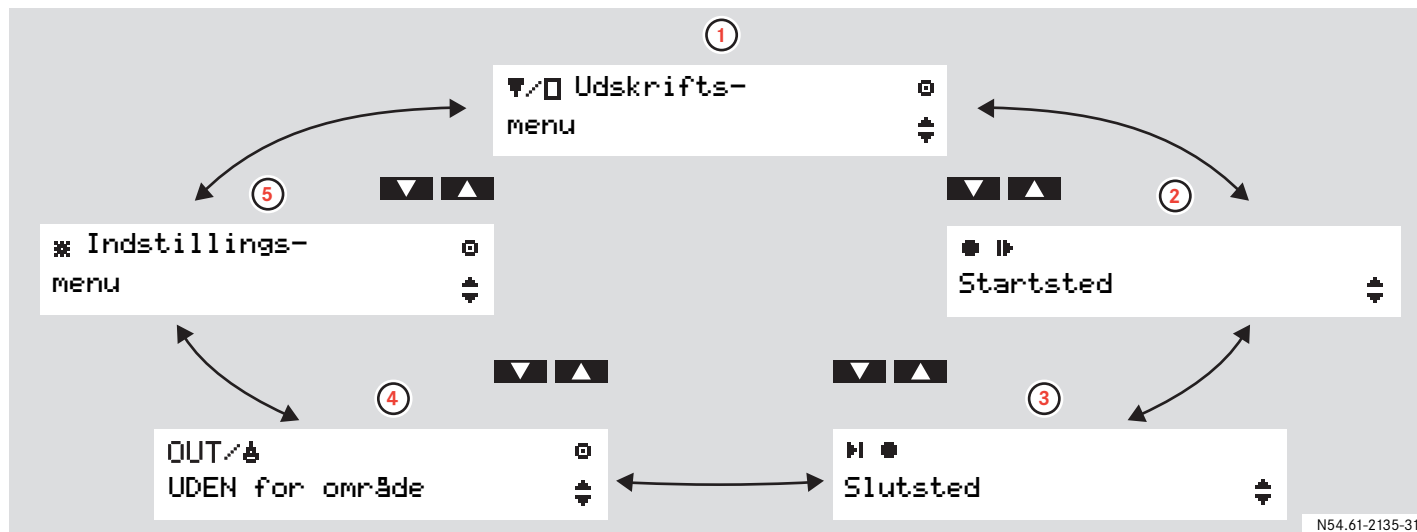 1
▼/▯ Udskrifts-
menu
5
2
Indstillings-
menu
Startsted
4
3
OUT/
UDEN for område
Slutsted
N54.61-2135-31